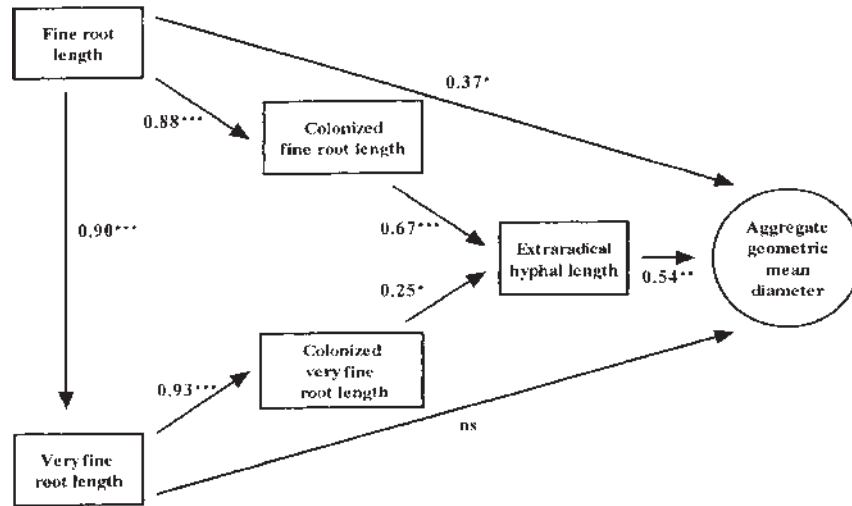 Fine root
length
0.37*
0.88***
Colonized
fine root length
0.90***
0.67***
Extraradical
hyphal length
0.54**
Aggregate
geometric
mean
diameter
0.25*
Colonized
very fine
root length
0.93***
ns
Very fine
root length